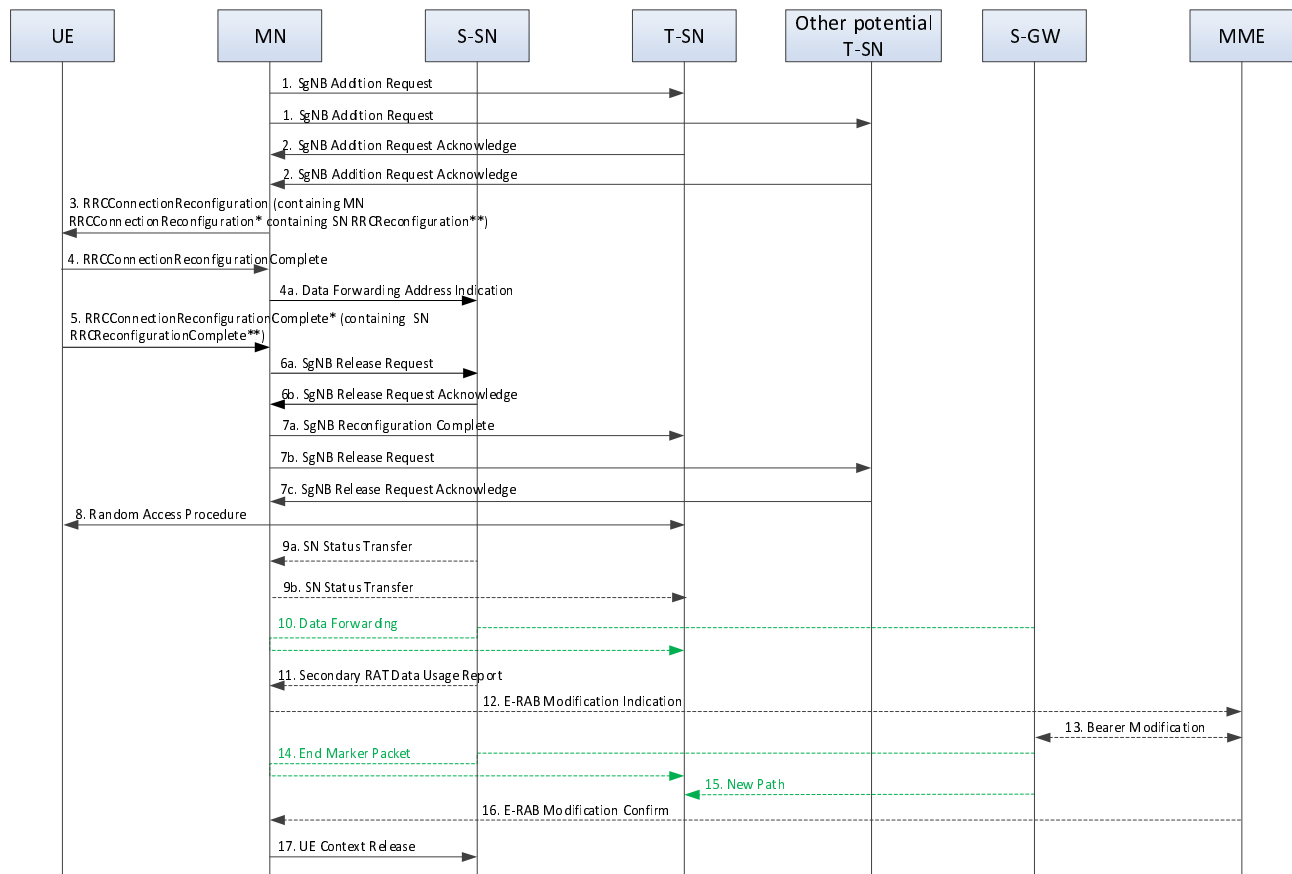 UE
MN
S-SN
T-SN
Other potential
T-SN
S-GW
MME
1. SgNB Addition Request
1. SgNB Addition Request
2. SgNB Addition Request Acknowledge
2. SgNB Addition Request Acknowledge
3. RRCConnectionReconfiguration (containing MN
RRCConnectionReconfiguration* containing SN RRCReconfiguration**)
4. RRCConnectionReconfigurationComplete
4a. Data Forwarding Address Indication
5. RRCConnectionReconfigurationComplete* (containing SN
RRCReconfigurationComplete**)
6a. SgNB Release Request
6b. SgNB Release Request Acknowledge
7a. SgNB Reconfiguration Complete
7b. SgNB Release Request
7c. SgNB Release Request Acknowledge
8. Random Access Procedure
9a. SN Status Transfer
9b. SN Status Transfer
10. Data Forwarding
11. Secondary RAT Data Usage Report
12. E-RAB Modification Indication
13. Bearer Modification
14. End Marker Packet
15. New Path
16. E-RAB Modification Confirm
17. UE Context Release